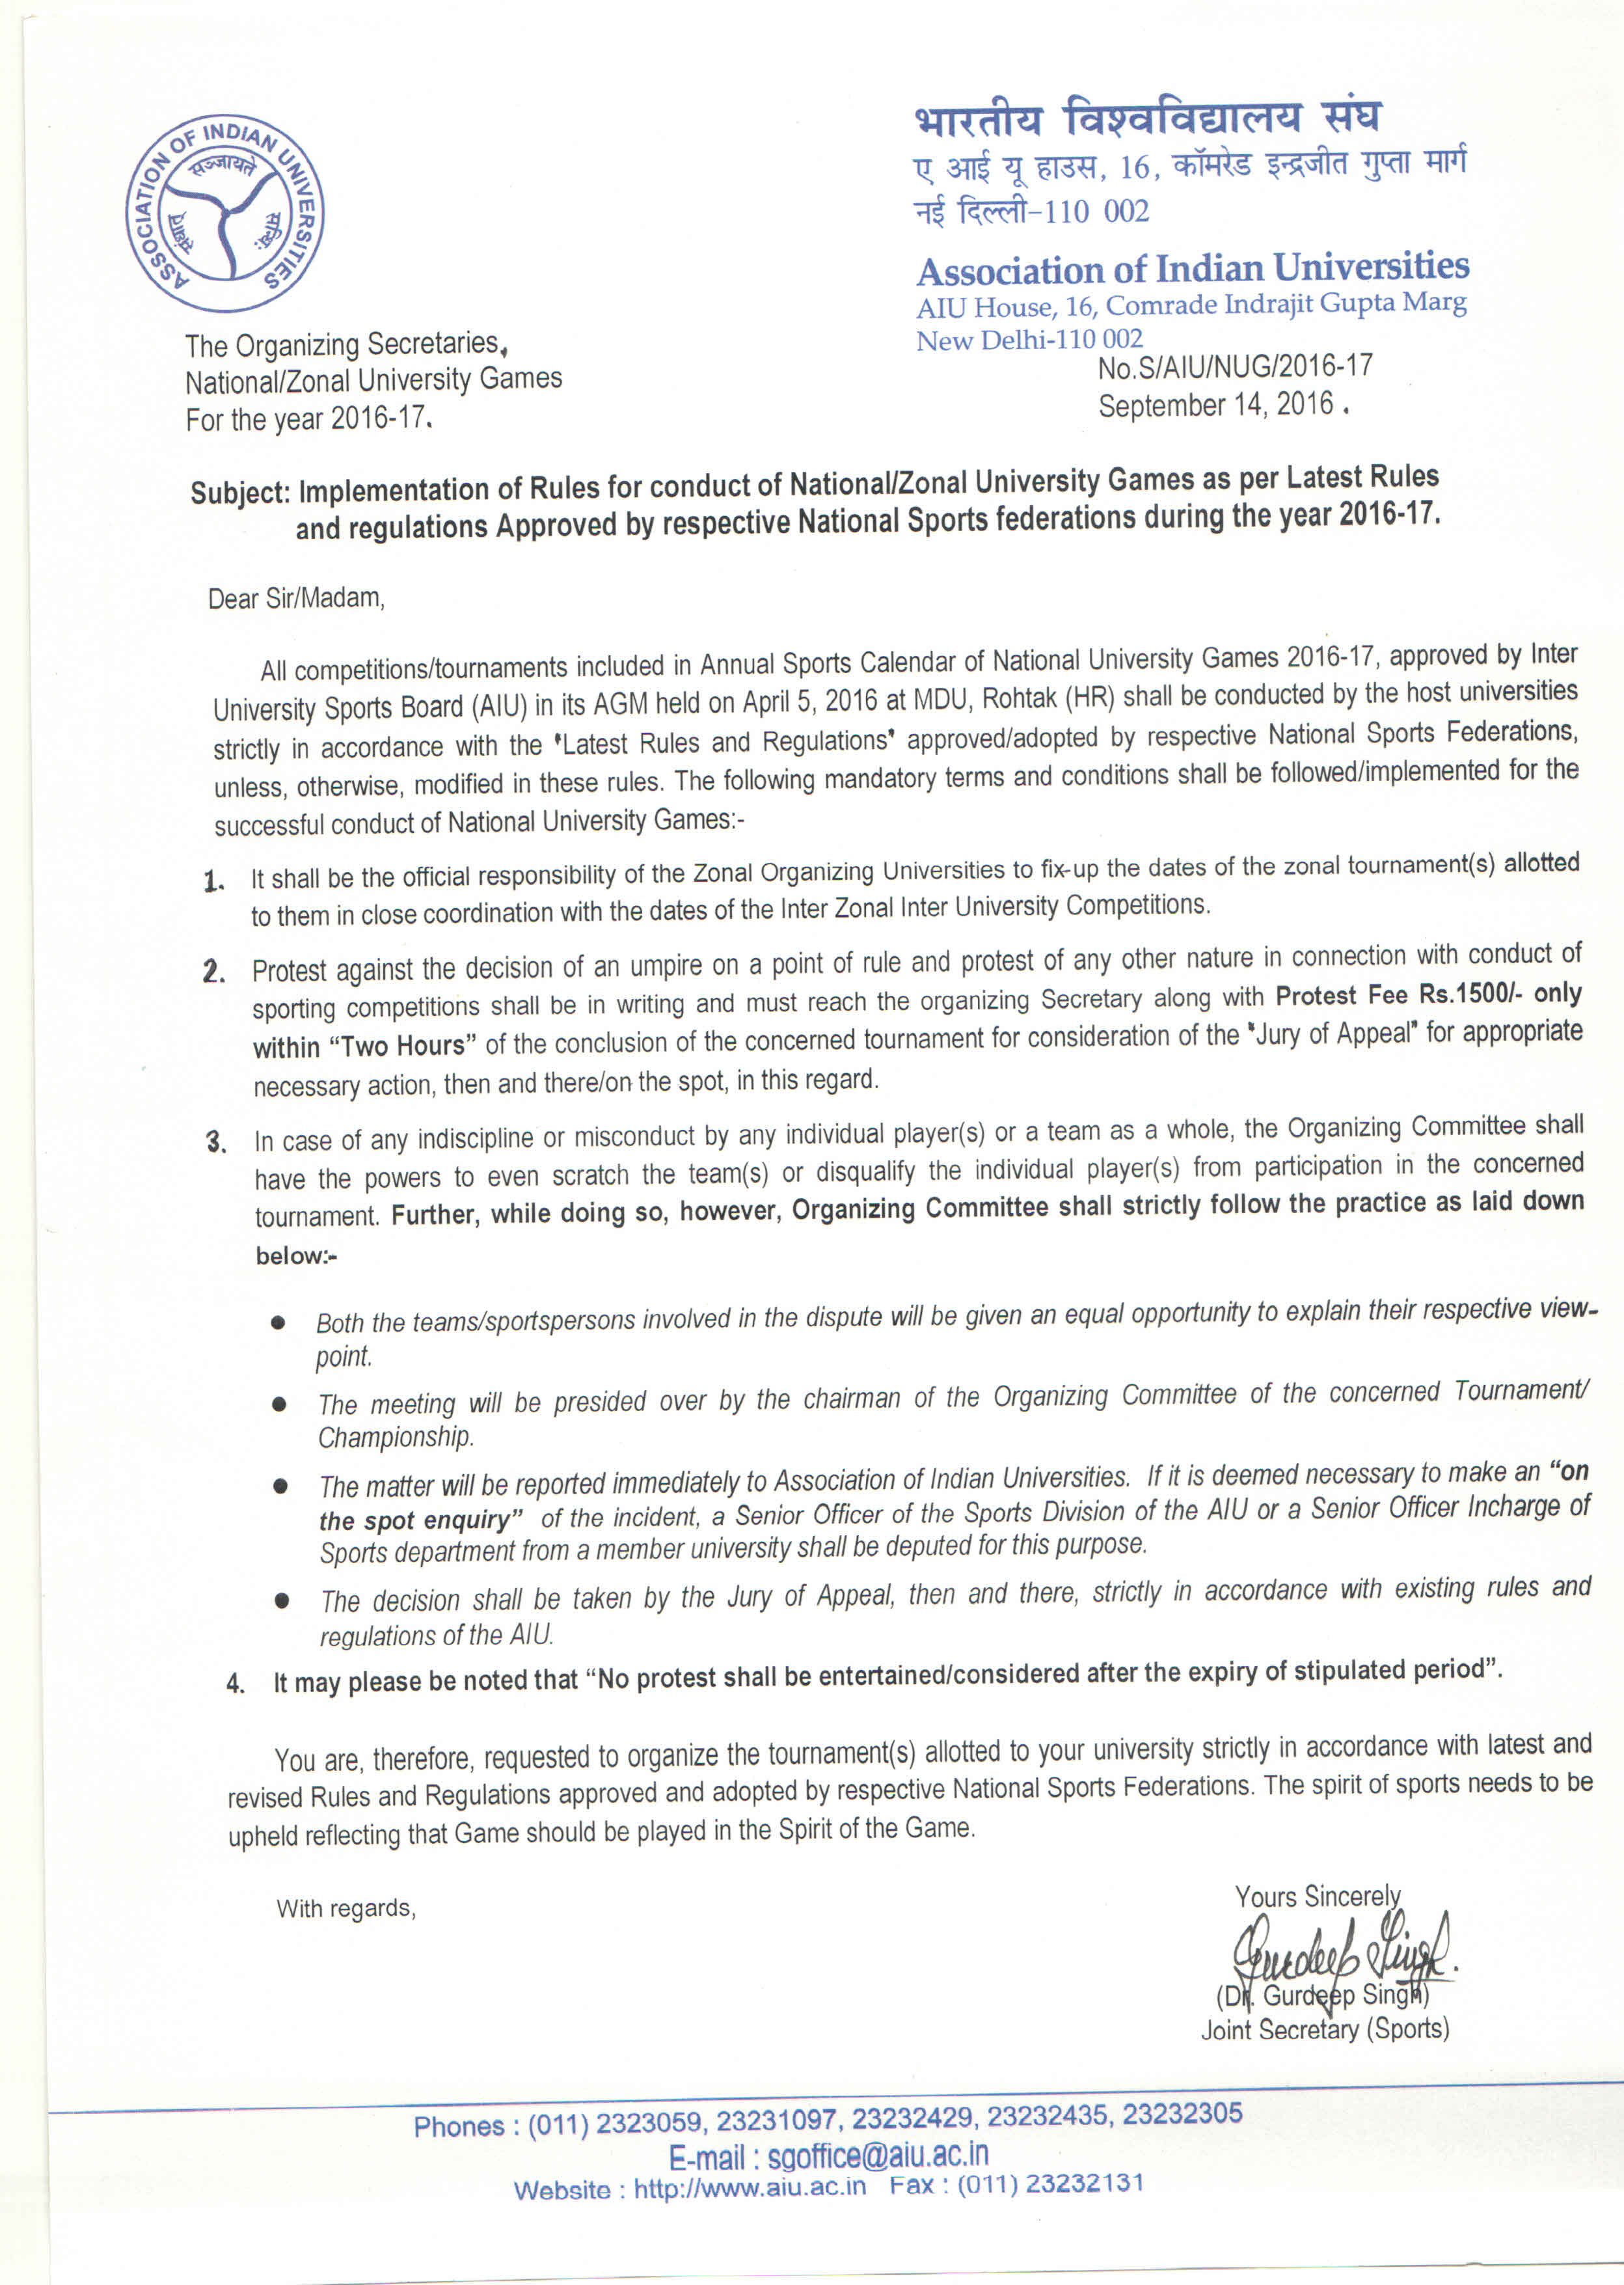 ASSOCIATION OF INDIAN UNIVERSITIES
सञ्जायते
भारतीय विश्वविद्यालय संघ
ए आई यू हाउस, 16, कॉमरेड इन्द्रजीत गुप्ता मार्ग
नई दिल्ली-110 002
Association of Indian Universities
AIU House, 16, Comrade Indrajit Gupta Marg
New Delhi-110 002
The Organizing Secretaries,
National/Zonal University Games
For the year 2016-17.
No.S/AIU/NUG/2016-17
September 14, 2016 .
Subject: Implementation of Rules for conduct of National/Zonal University Games as per Latest Rules
and regulations Approved by respective National Sports federations during the year 2016-17.
Dear Sir/Madam,
All competitions/tournaments included in Annual Sports Calendar of National University Games 2016-17, approved by Inter
University Sports Board (AIU) in its AGM held on April 5, 2016 at MDU, Rohtak (HR) shall be conducted by the host universities
strictly in accordance with the 'Latest Rules and Regulations' approved/adopted by respective National Sports Federations,
unless, otherwise, modified in these rules. The following mandatory terms and conditions shall be followed/implemented for the
successful conduct of National University Games:-
1. It shall be the official responsibility of the Zonal Organizing Universities to fix-up the dates of the zonal tournament(s) allotted
to them in close coordination with the dates of the Inter Zonal Inter University Competitions.
2. Protest against the decision of an umpire on a point of rule and protest of any other nature in connection with conduct of
sporting competitions shall be in writing and must reach the organizing Secretary along with Protest Fee Rs.1500/- only
within “Two Hours” of the conclusion of the concerned tournament for consideration of the "Jury of Appeal" for appropriate
necessary action, then and there/on the spot, in this regard.
3. In case of any indiscipline or misconduct by any individual player(s) or a team as a whole, the Organizing Committee shall
have the powers to even scratch the team(s) or disqualify the individual player(s) from participation in the concerned
tournament. Further, while doing so, however, Organizing Committee shall strictly follow the practice as laid down
below:-
● Both the teams/sportspersons involved in the dispute will be given an equal opportunity to explain their respective view-
point.
● The meeting will be presided over by the chairman of the Organizing Committee of the concerned Tournament/
Championship.
● The matter will be reported immediately to Association of Indian Universities. If it is deemed necessary to make an “on
the spot enquiry” of the incident, a Senior Officer of the Sports Division of the AIU or a Senior Officer Incharge of
Sports department from a member university shall be deputed for this purpose.
● The decision shall be taken by the Jury of Appeal, then and there, strictly in accordance with existing rules and
regulations of the AIU.
4. It may please be noted that “No protest shall be entertained/considered after the expiry of stipulated period”.
You are, therefore, requested to organize the tournament(s) allotted to your university strictly in accordance with latest and
revised Rules and Regulations approved and adopted by respective National Sports Federations. The spirit of sports needs to be
upheld reflecting that Game should be played in the Spirit of the Game.
With regards,
Yours Sincerely
Gurdeep Singh.
(Dr. Gurdeep Singh)
Joint Secretary (Sports)
Phones : (011) 2323059, 23231097, 23232429, 23232435, 23232305
E-mail : sgoffice@aiu.ac.in
Website : http://www.aiu.ac.in Fax : (011) 23232131